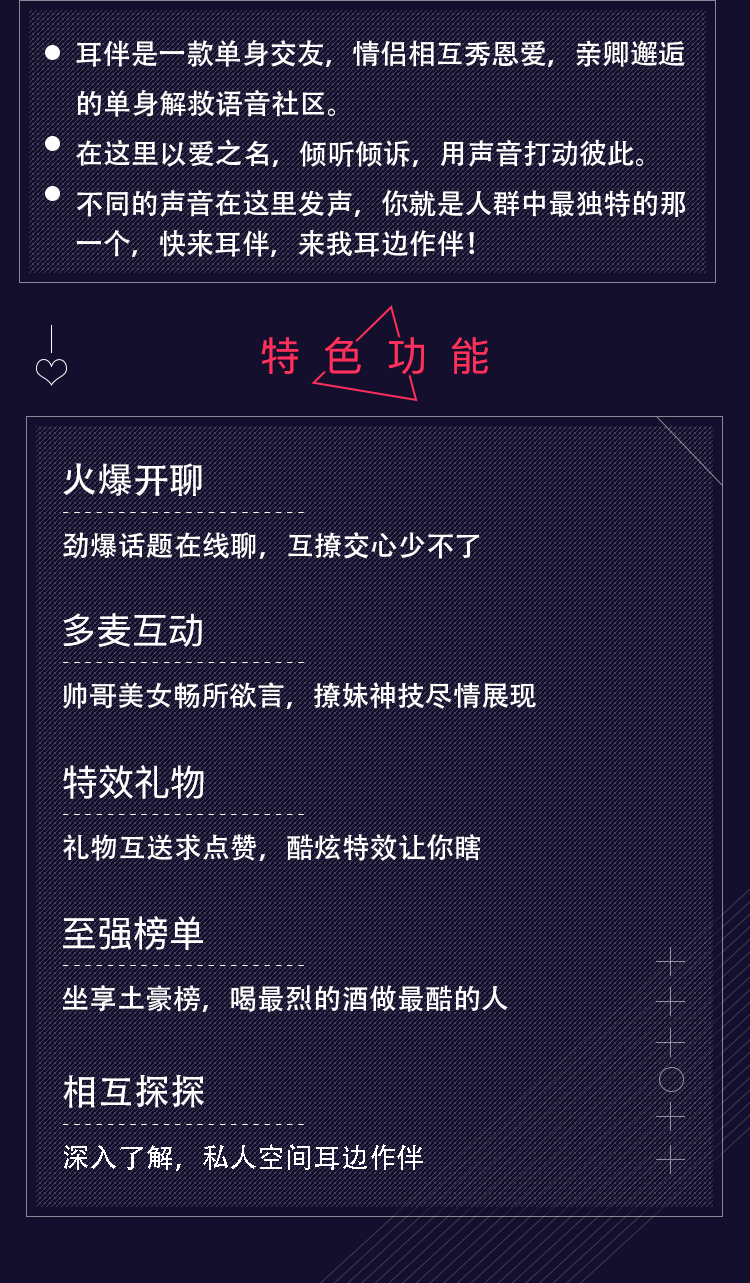 耳伴是一款单身交友，情侣相互秀恩爱，亲卿邂逅
的单身解救语音社区。
在这里以爱之名，倾听倾诉，用声音打动彼此。
不同的声音在这里发声，你就是人群中最独特的那
一个，快来耳伴，来我耳边作伴！
特色功能
火爆开聊
劲爆话题在线聊，互撩交心少不了
多麦互动
帅哥美女畅所欲言，撩妹神技尽情展现
特效礼物
礼物互送求点赞，酷炫特效让你瞎
至强榜单
坐享土豪榜，喝最烈的酒做最酷的人
相互探探
深入了解，私人空间耳边作伴